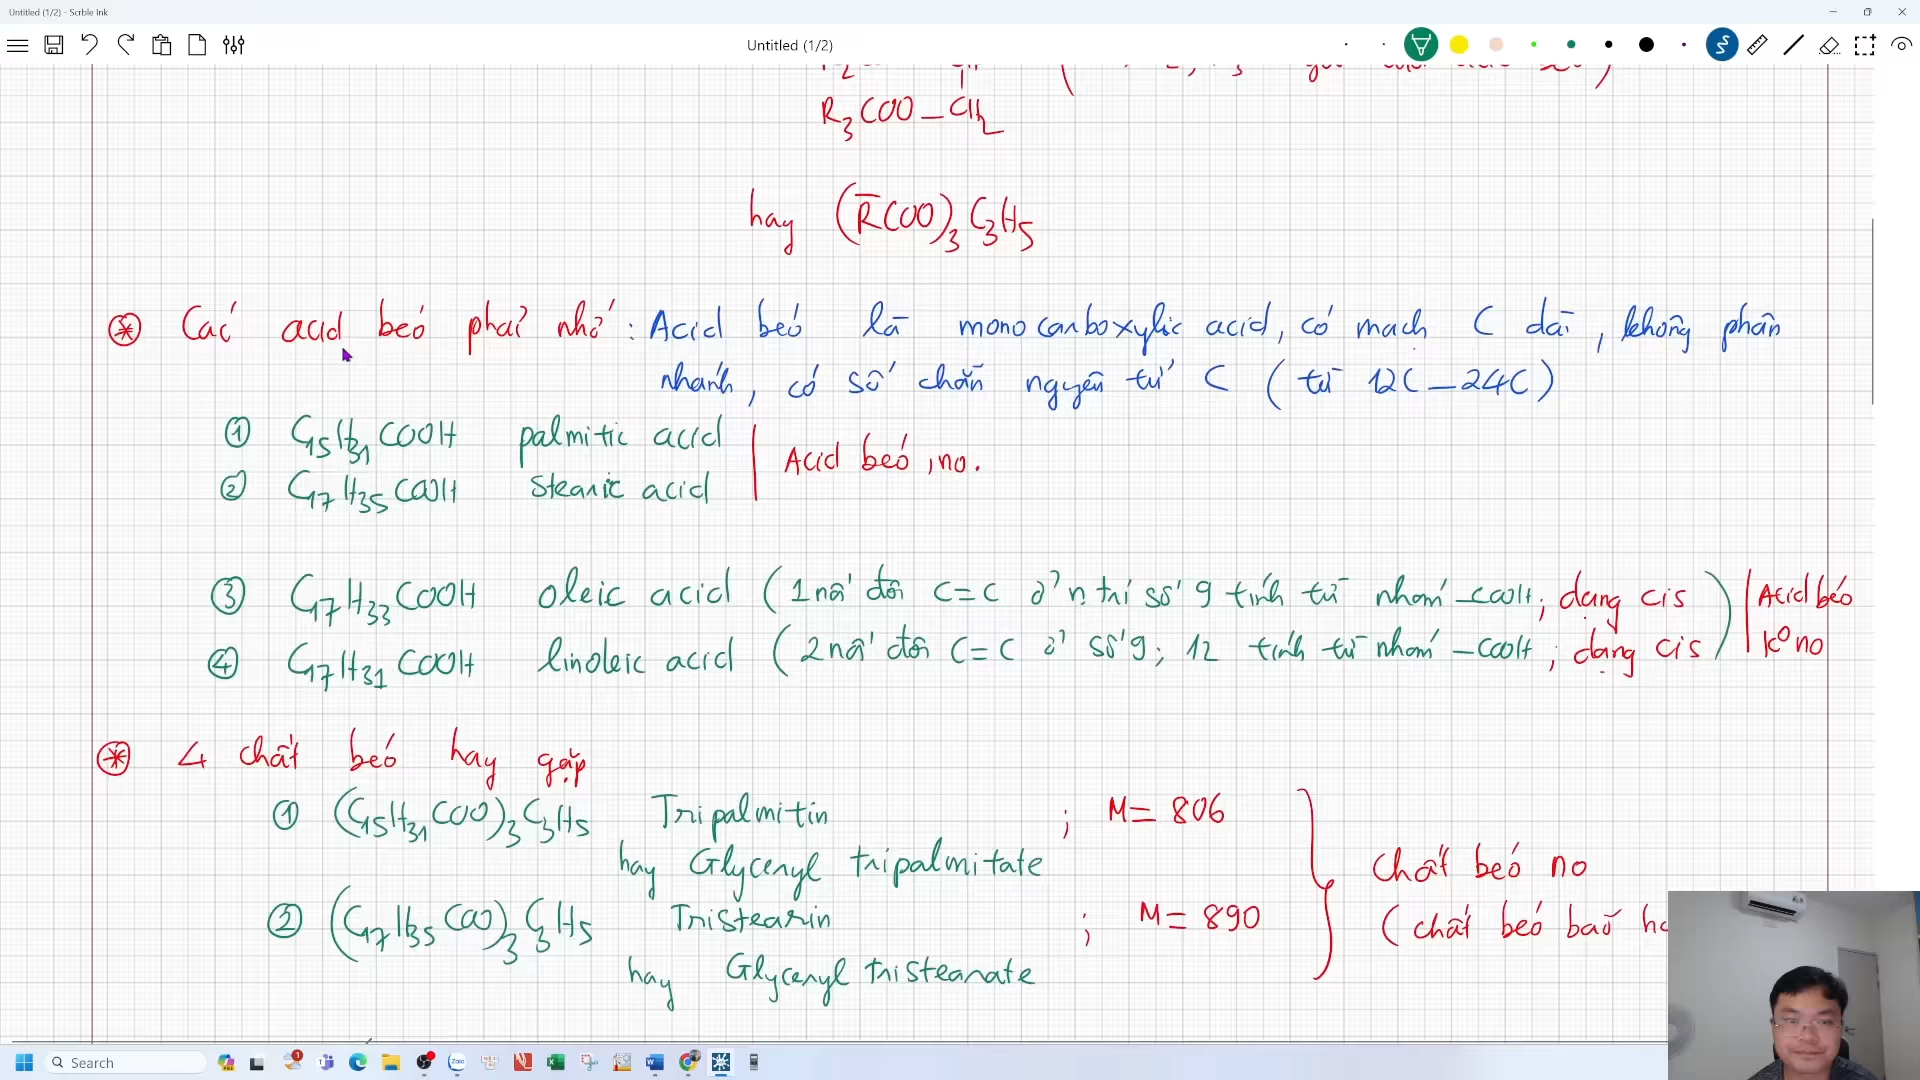 Untitled (1/2) - Scrble Ink
Untitled (1/2)
R₃COO – CH₂
hay (R̅COO)₃C₃H₅
⊛ Các acid béo phải nhớ : Acid béo là monocarboxylic acid, có mạch C dài, không phân
nhánh, có số chẵn nguyên tử C (từ 12C – 24C)
① C₁₅H₃₁COOH palmitic acid
② C₁₇H₃₅COOH stearic acid
Acid béo, no.
③ C₁₇H₃₃COOH oleic acid (1 nối đôi C=C ở vị trí số 9 tính từ nhóm –COOH; dạng cis
④ C₁₇H₃₁COOH linoleic acid (2 nối đôi C=C ở số 9; 12 tính từ nhóm –COOH; dạng cis)
Acid béo
k⁰ no
⊛ 4 chất béo hay gặp
① (C₁₅H₃₁COO)₃C₃H₅ Tripalmitin ; M = 806
hay Glyceryl tripalmitate
② (C₁₇H₃₅COO)₃C₃H₅ Tristearin ; M = 890
hay Glyceryl tristearate
Chất béo no
(chất béo bão
Search